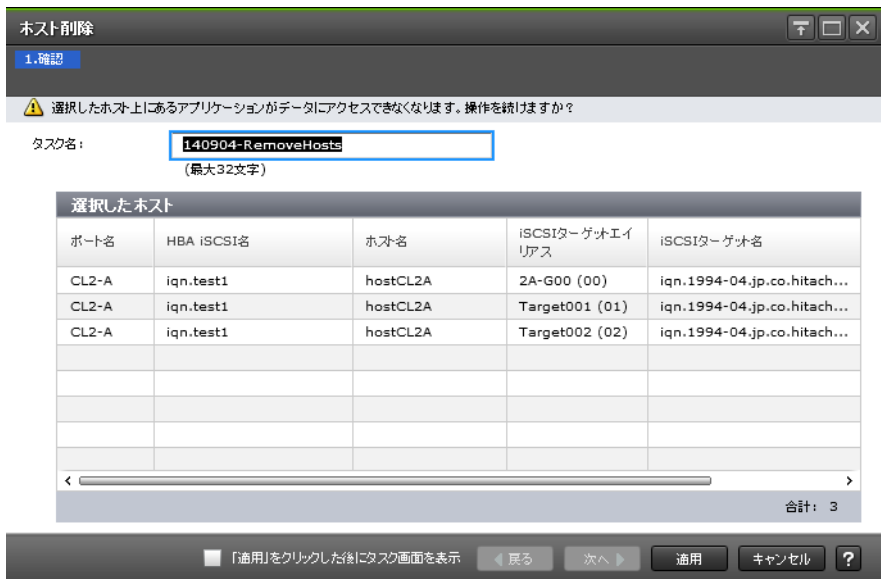 ホスト削除
1.確認
選択したホスト上にあるアプリケーションがデータにアクセスできなくなります。操作を続けますか?
タスク名: 140904-RemoveHosts
(最大32文字)
選択したホスト
ポート名 HBA iSCSI名 ホスト名 iSCSIターゲットエイリアス iSCSIターゲット名
CL2-A iqn.test1 hostCL2A 2A-G00 (00) iqn.1994-04.jp.co.hitach...
CL2-A iqn.test1 hostCL2A Target001 (01) iqn.1994-04.jp.co.hitach...
CL2-A iqn.test1 hostCL2A Target002 (02) iqn.1994-04.jp.co.hitach...
合計: 3
「適用」をクリックした後にタスク画面を表示 戻る 次へ 適用 キャンセル ?